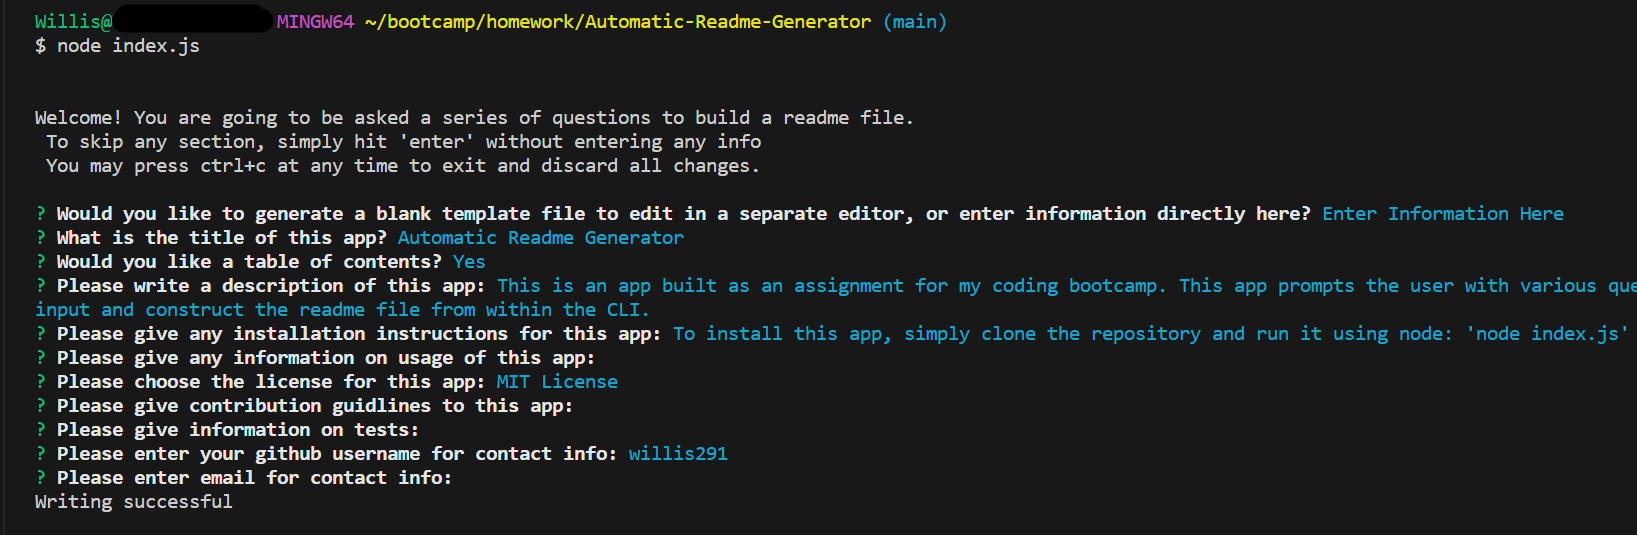 Willis@ MINGW64 ~/bootcamp/homework/Automatic-Readme-Generator (main)
$ node index.js
Welcome! You are going to be asked a series of questions to build a readme file.
To skip any section, simply hit 'enter' without entering any info
You may press ctrl+c at any time to exit and discard all changes.
? Would you like to generate a blank template file to edit in a separate editor, or enter information directly here? Enter Information Here
? What is the title of this app? Automatic Readme Generator
? Would you like a table of contents? Yes
? Please write a description of this app: This is an app built as an assignment for my coding bootcamp. This app prompts the user with various que
input and construct the readme file from within the CLI.
? Please give any installation instructions for this app: To install this app, simply clone the repository and run it using node: 'node index.js'
? Please give any information on usage of this app:
? Please choose the license for this app: MIT License
? Please give contribution guidlines to this app:
? Please give information on tests:
? Please enter your github username for contact info: willis291
? Please enter email for contact info:
Writing successful